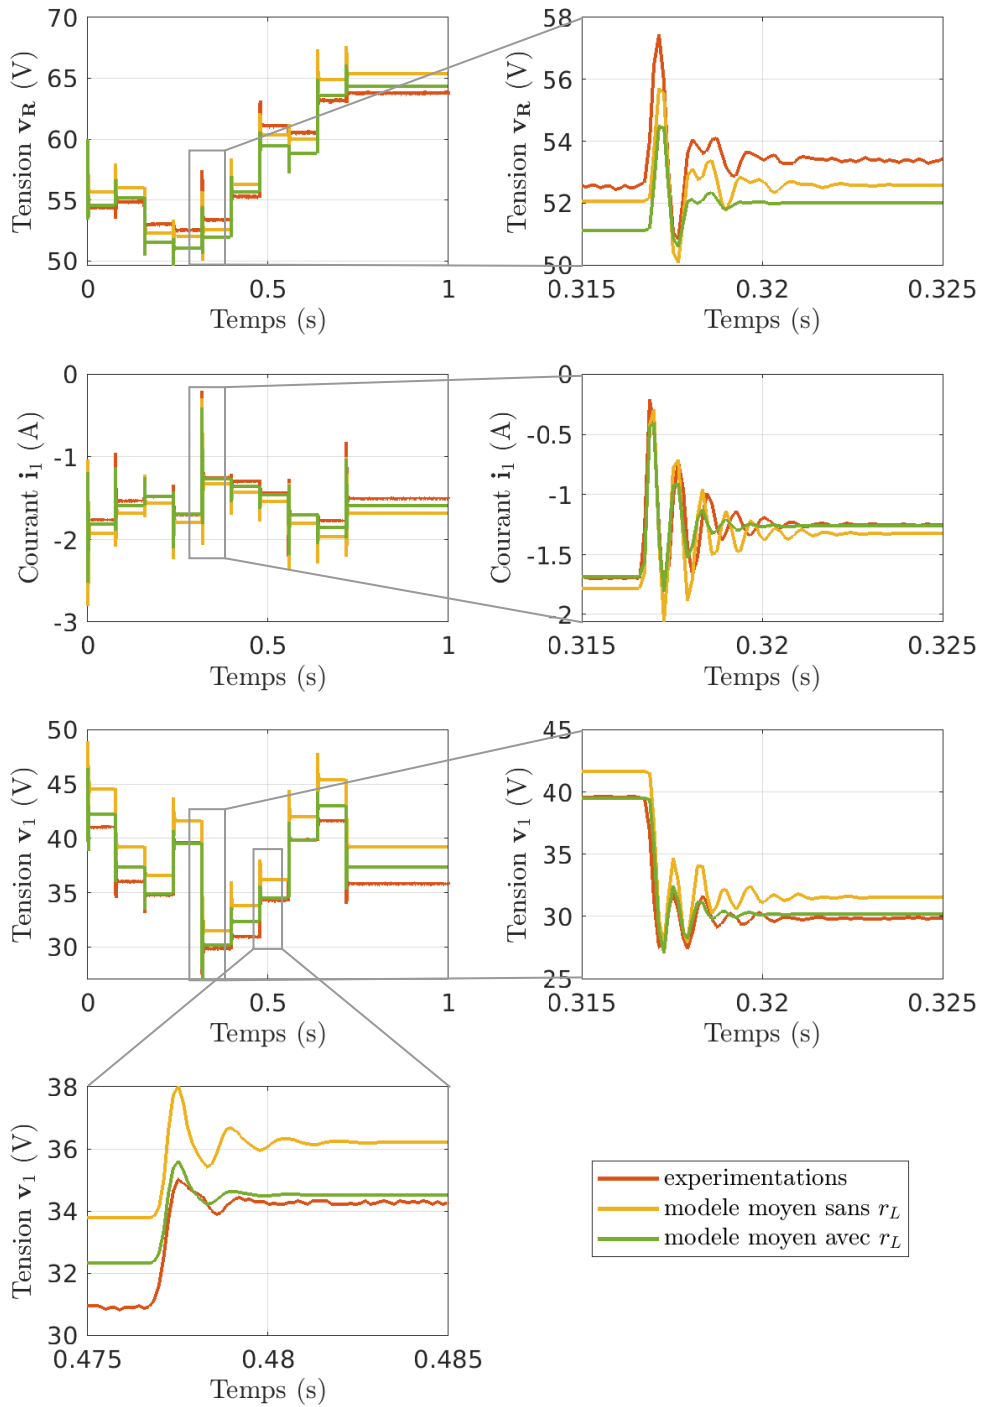 70
65
60
55
50
Tension v_R (V)
0 0.5 1
Temps (s)
58
56
54
52
50
Tension v_R (V)
0.315 0.32 0.325
Temps (s)
0
-1
-2
-3
Courant i_1 (A)
0 0.5 1
Temps (s)
0
-0.5
-1
-1.5
-2
Courant i_1 (A)
0.315 0.32 0.325
Temps (s)
50
45
40
35
30
Tension v_1 (V)
0 0.5 1
Temps (s)
45
40
35
30
25
Tension v_1 (V)
0.315 0.32 0.325
Temps (s)
38
36
34
32
30
Tension v_1 (V)
0.475 0.48 0.485
Temps (s)
experimentations
modele moyen sans r_L
modele moyen avec r_L